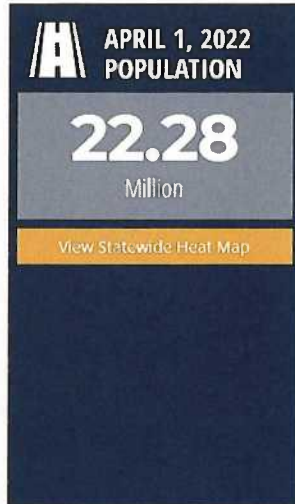 APRIL 1, 2022
POPULATION
22.28
Million
View Statewide Heat Map